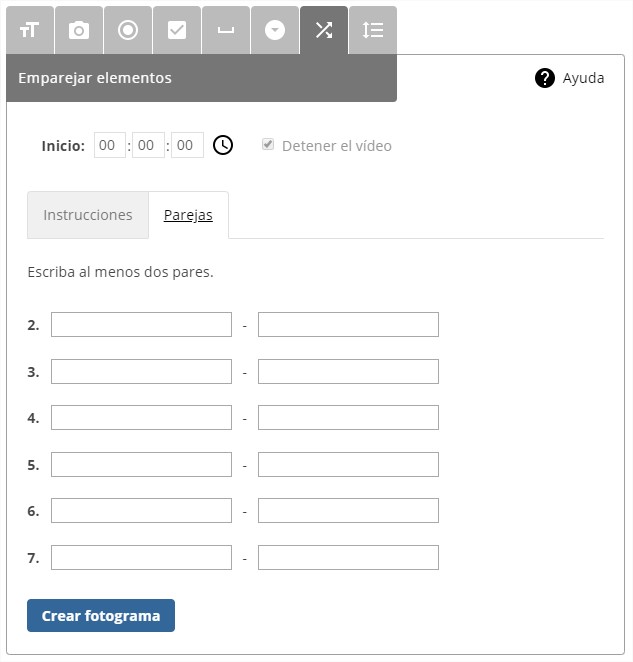 Emparejar elementos
Ayuda
Inicio: 00 : 00 : 00 Detener el vídeo
Instrucciones Parejas
Escriba al menos dos pares.
2. -
3. -
4. -
5. -
6. -
7. -
Crear fotograma